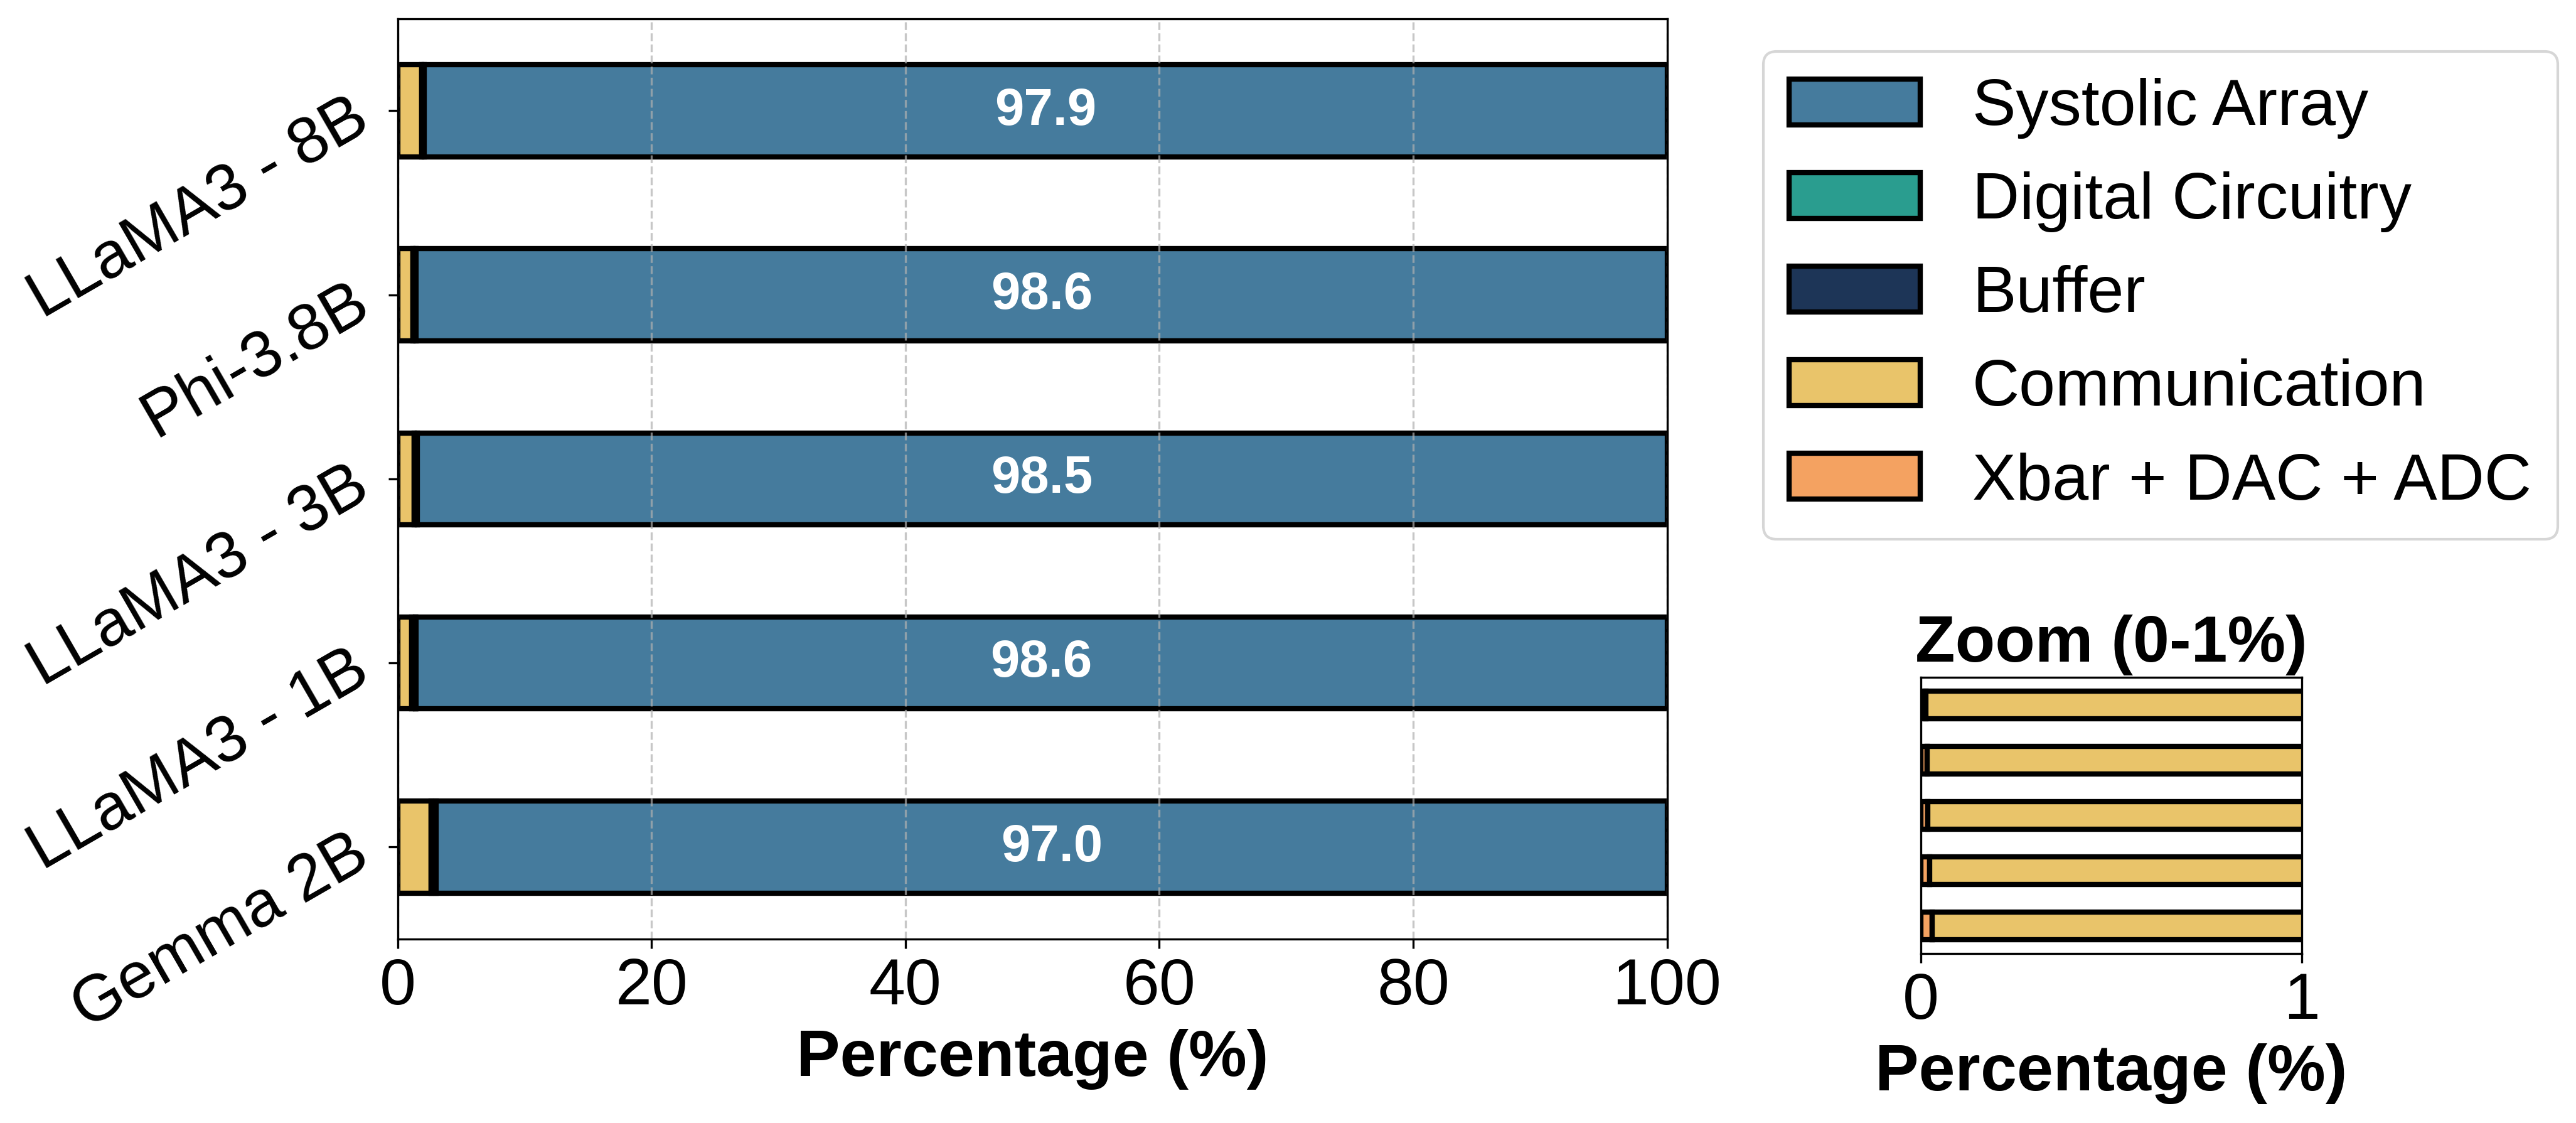 LLaMA3 - 8B
97.9
Phi-3.8B
98.6
LLaMA3 - 3B
98.5
LLaMA3 - 1B
98.6
Gemma 2B
97.0
0 20 40 60 80 100
Percentage (%)
Systolic Array
Digital Circuitry
Buffer
Communication
Xbar + DAC + ADC
Zoom (0-1%)
0 1
Percentage (%)